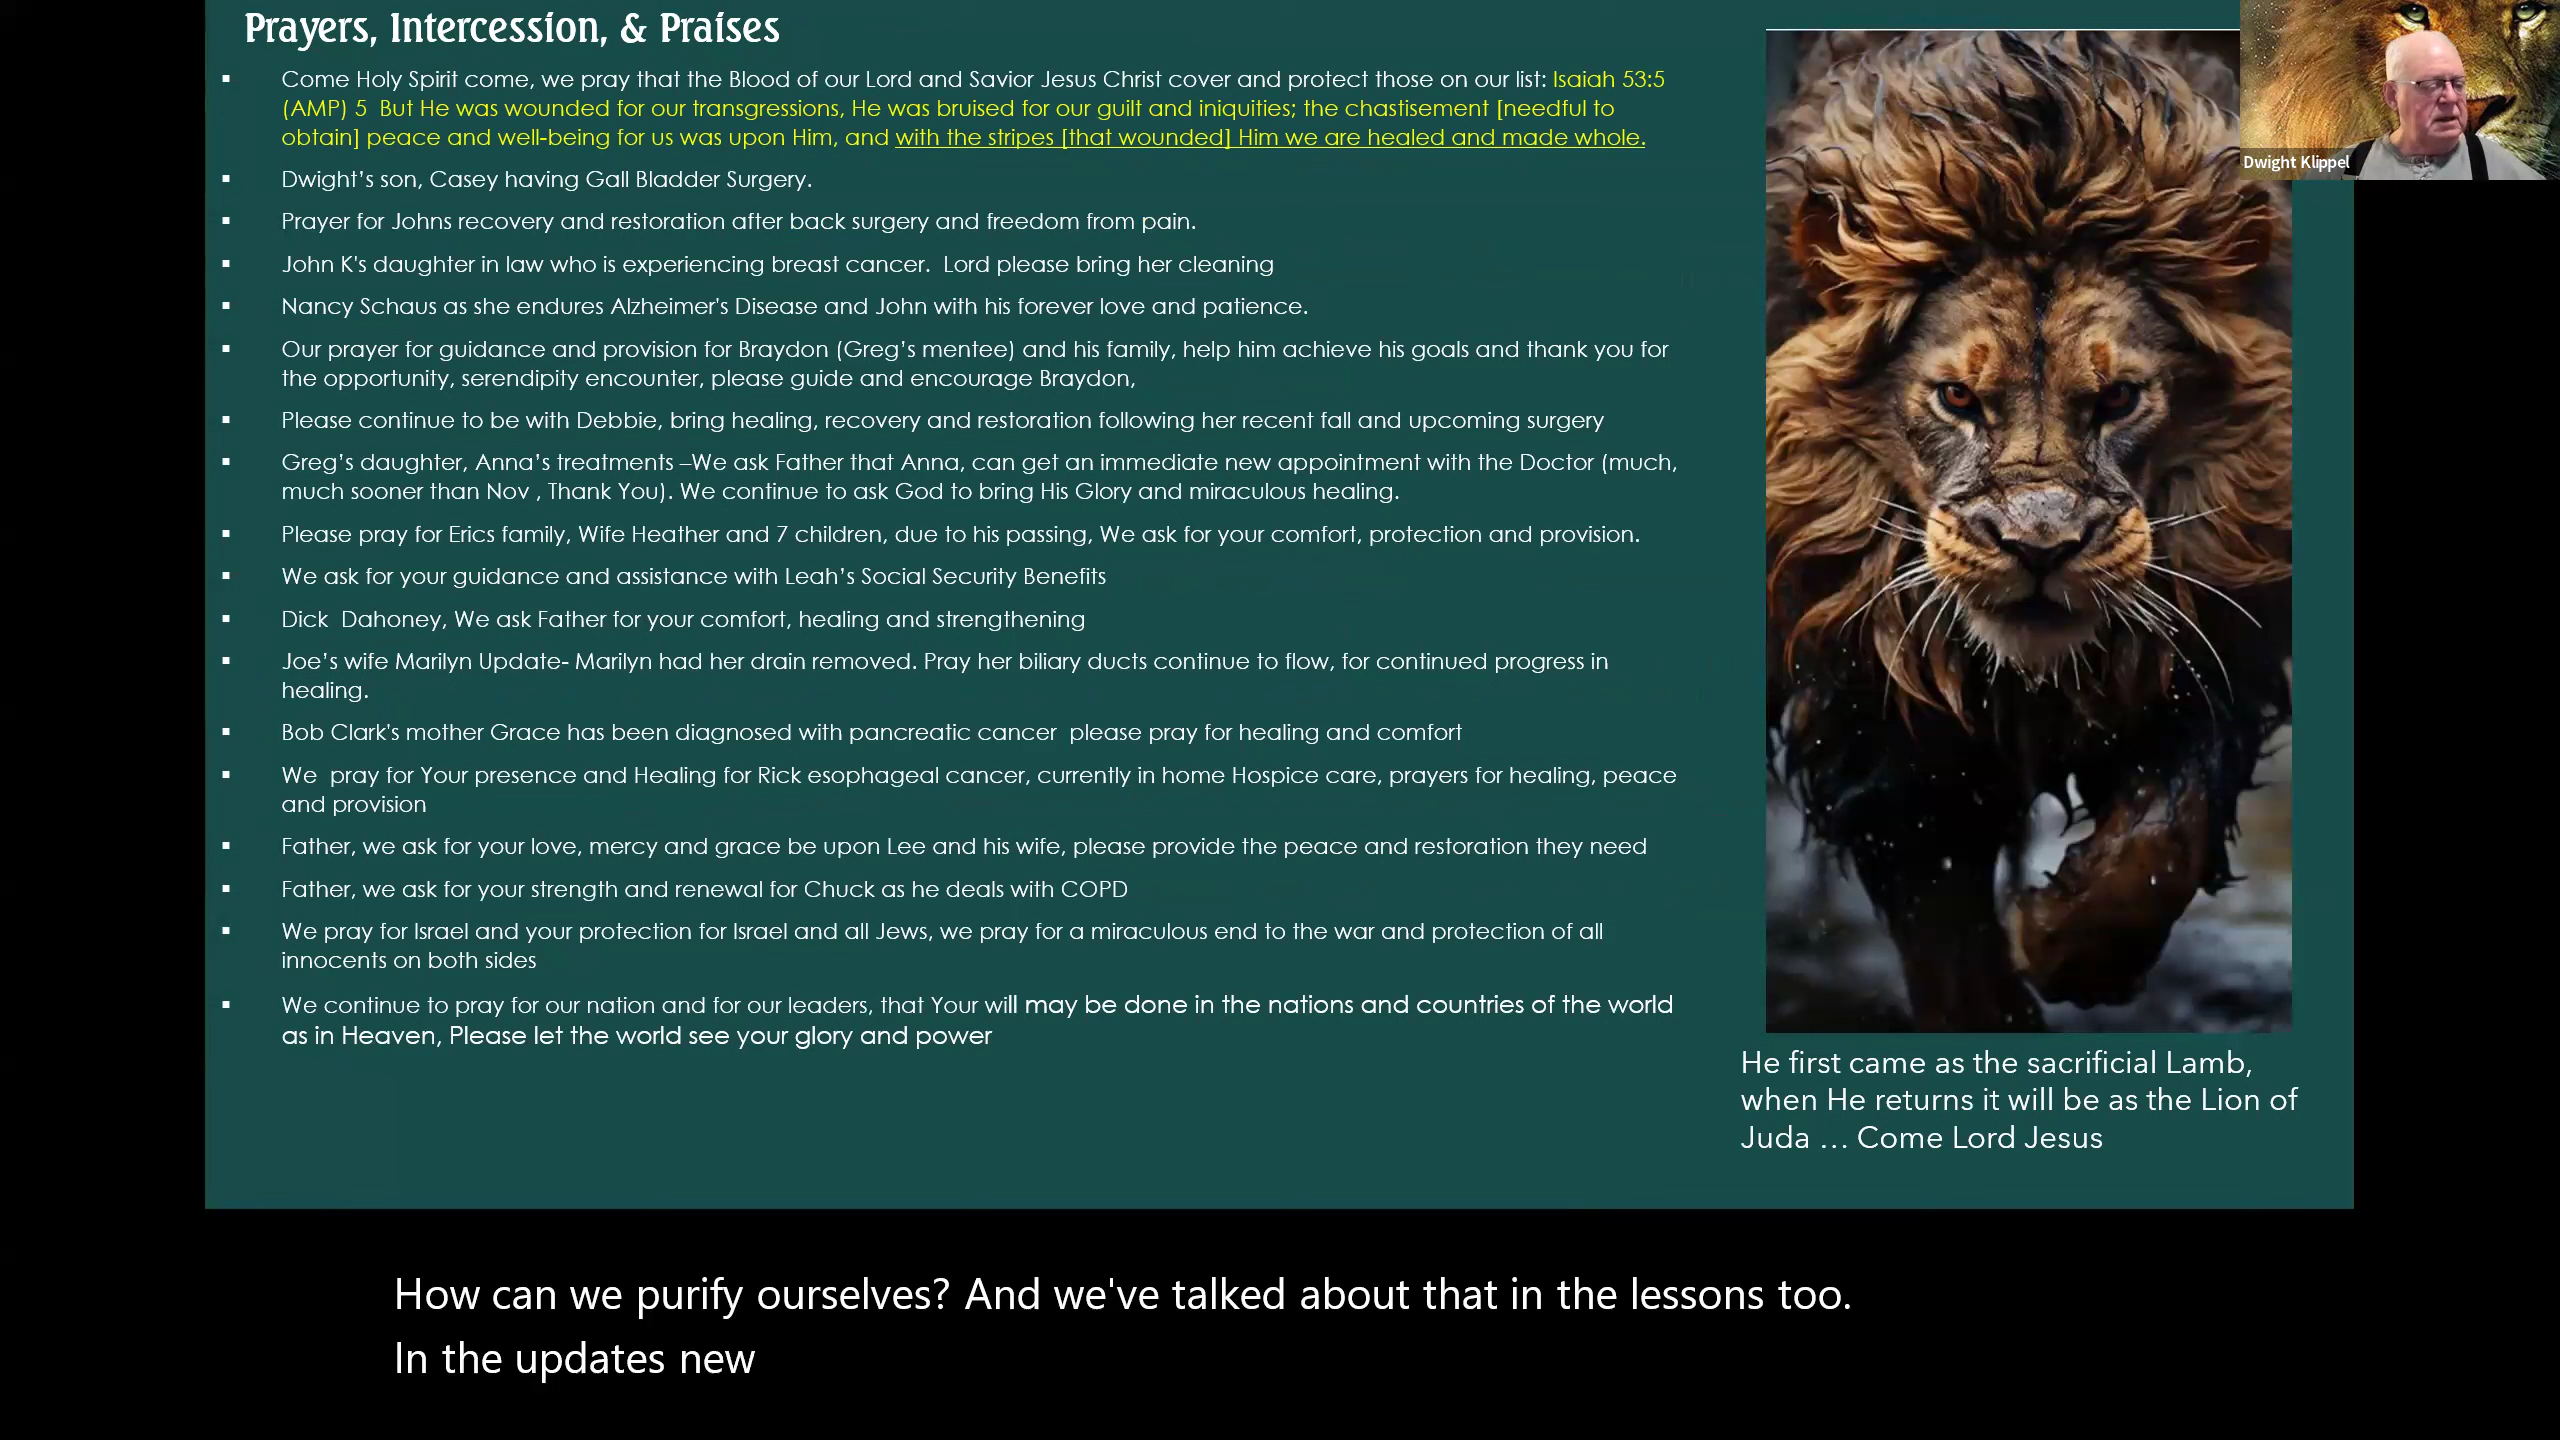 Prayers, Intercession, & Praises
▪ Come Holy Spirit come, we pray that the Blood of our Lord and Savior Jesus Christ cover and protect those on our list: Isaiah 53:5
(AMP) 5  But He was wounded for our transgressions, He was bruised for our guilt and iniquities; the chastisement [needful to
obtain] peace and well-being for us was upon Him, and with the stripes [that wounded] Him we are healed and made whole.
▪ Dwight’s son, Casey having Gall Bladder Surgery.
▪ Prayer for Johns recovery and restoration after back surgery and freedom from pain.
▪ John K's daughter in law who is experiencing breast cancer.  Lord please bring her cleaning
▪ Nancy Schaus as she endures Alzheimer's Disease and John with his forever love and patience.
▪ Our prayer for guidance and provision for Braydon (Greg’s mentee) and his family, help him achieve his goals and thank you for
the opportunity, serendipity encounter, please guide and encourage Braydon,
▪ Please continue to be with Debbie, bring healing, recovery and restoration following her recent fall and upcoming surgery
▪ Greg’s daughter, Anna’s treatments –We ask Father that Anna, can get an immediate new appointment with the Doctor (much,
much sooner than Nov , Thank You). We continue to ask God to bring His Glory and miraculous healing.
▪ Please pray for Erics family, Wife Heather and 7 children, due to his passing, We ask for your comfort, protection and provision.
▪ We ask for your guidance and assistance with Leah’s Social Security Benefits
▪ Dick  Dahoney, We ask Father for your comfort, healing and strengthening
▪ Joe’s wife Marilyn Update- Marilyn had her drain removed. Pray her biliary ducts continue to flow, for continued progress in
healing.
▪ Bob Clark's mother Grace has been diagnosed with pancreatic cancer  please pray for healing and comfort
▪ We  pray for Your presence and Healing for Rick esophageal cancer, currently in home Hospice care, prayers for healing, peace
and provision
▪ Father, we ask for your love, mercy and grace be upon Lee and his wife, please provide the peace and restoration they need
▪ Father, we ask for your strength and renewal for Chuck as he deals with COPD
▪ We pray for Israel and your protection for Israel and all Jews, we pray for a miraculous end to the war and protection of all
innocents on both sides
▪ We continue to pray for our nation and for our leaders, that Your will may be done in the nations and countries of the world
as in Heaven, Please let the world see your glory and power
Dwight Klippel
He first came as the sacrificial Lamb,
when He returns it will be as the Lion of
Juda … Come Lord Jesus
How can we purify ourselves? And we've talked about that in the lessons too.
In the updates new